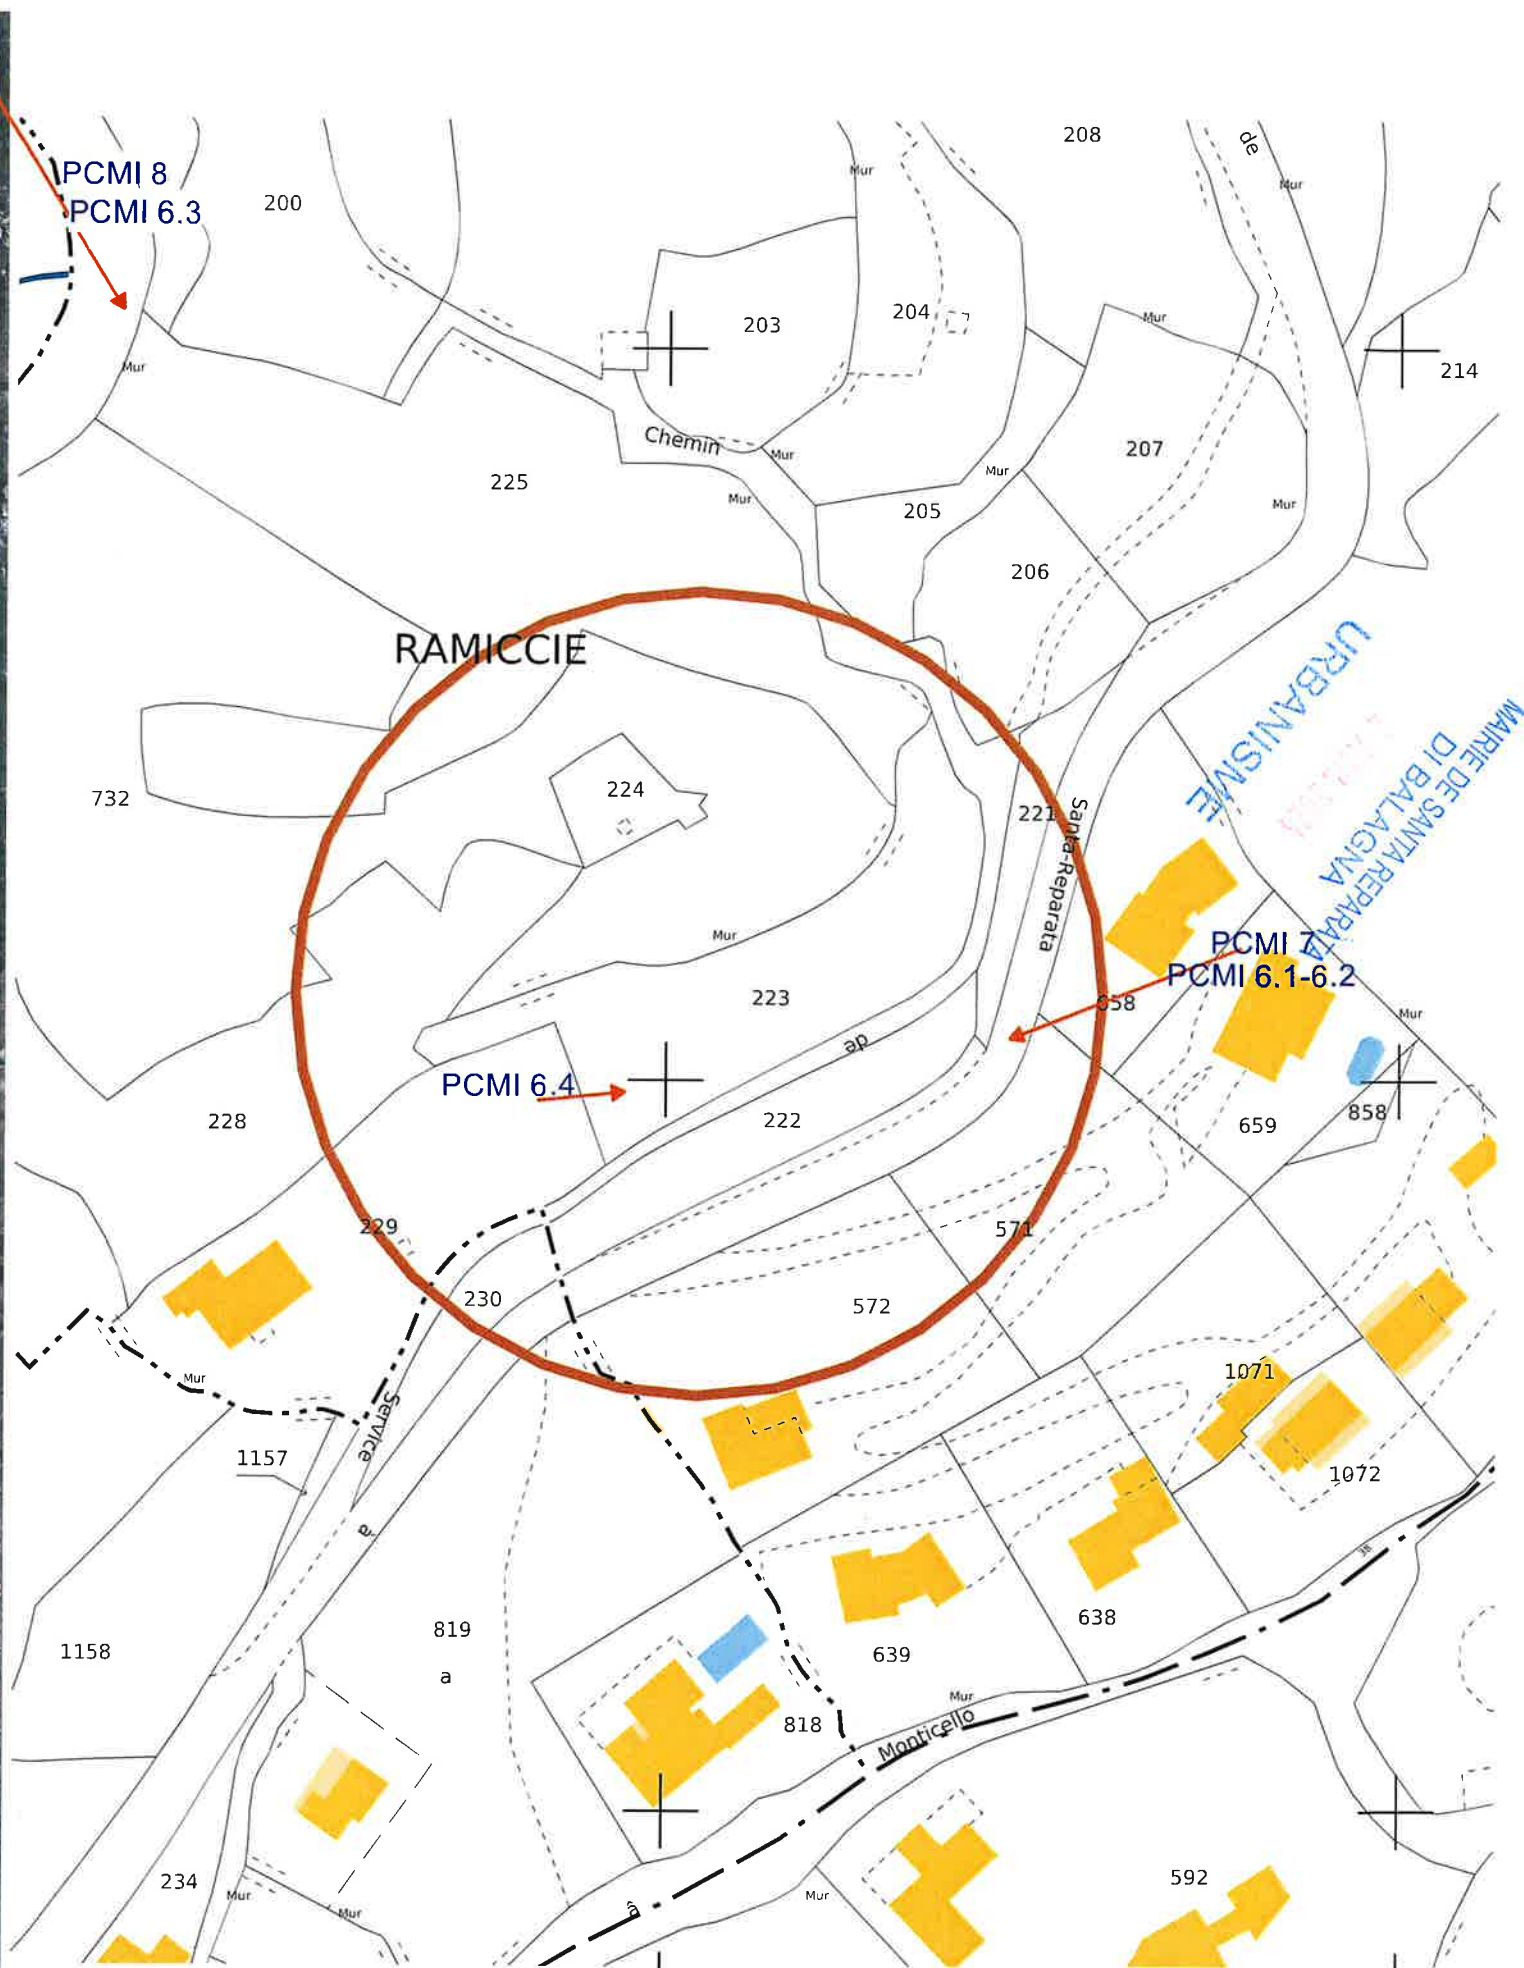 208
de
Mur
Mur
PCMI 8
PCMI 6.3
200
203
204
Mur
214
Mur
Chemin
Mur
207
225
Mur
Mur
Mur
205
206
RAMICCIE
URBANISME
MAIRIE DE SANTA REPARATA
DI BALAGNA
732
224
221
Santa-Reparata
Mur
PCMI 7
PCMI 6.1-6.2
223
658
Mur
de
PCMI 6.4
222
228
659
858
229
571
230
572
Mur
1071
Service
1157
1072
à
38
819
638
1158
639
a
Mur
818
Monticello
234
592
Mur
Mur
Mur